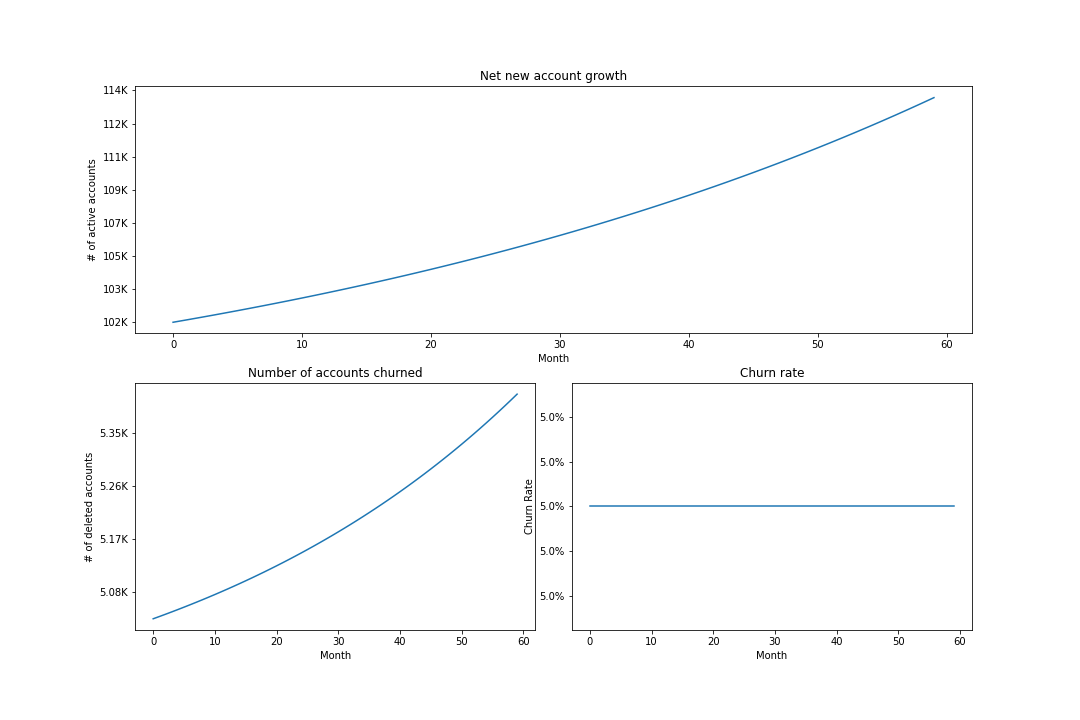 Net new account growth
114K
112K
111K
109K
107K
105K
103K
102K
# of active accounts
0 10 20 30 40 50 60
Month
Number of accounts churned
5.35K
5.26K
5.17K
5.08K
# of deleted accounts
0 10 20 30 40 50 60
Month
Churn rate
5.0%
5.0%
5.0%
5.0%
5.0%
Churn Rate
0 10 20 30 40 50 60
Month